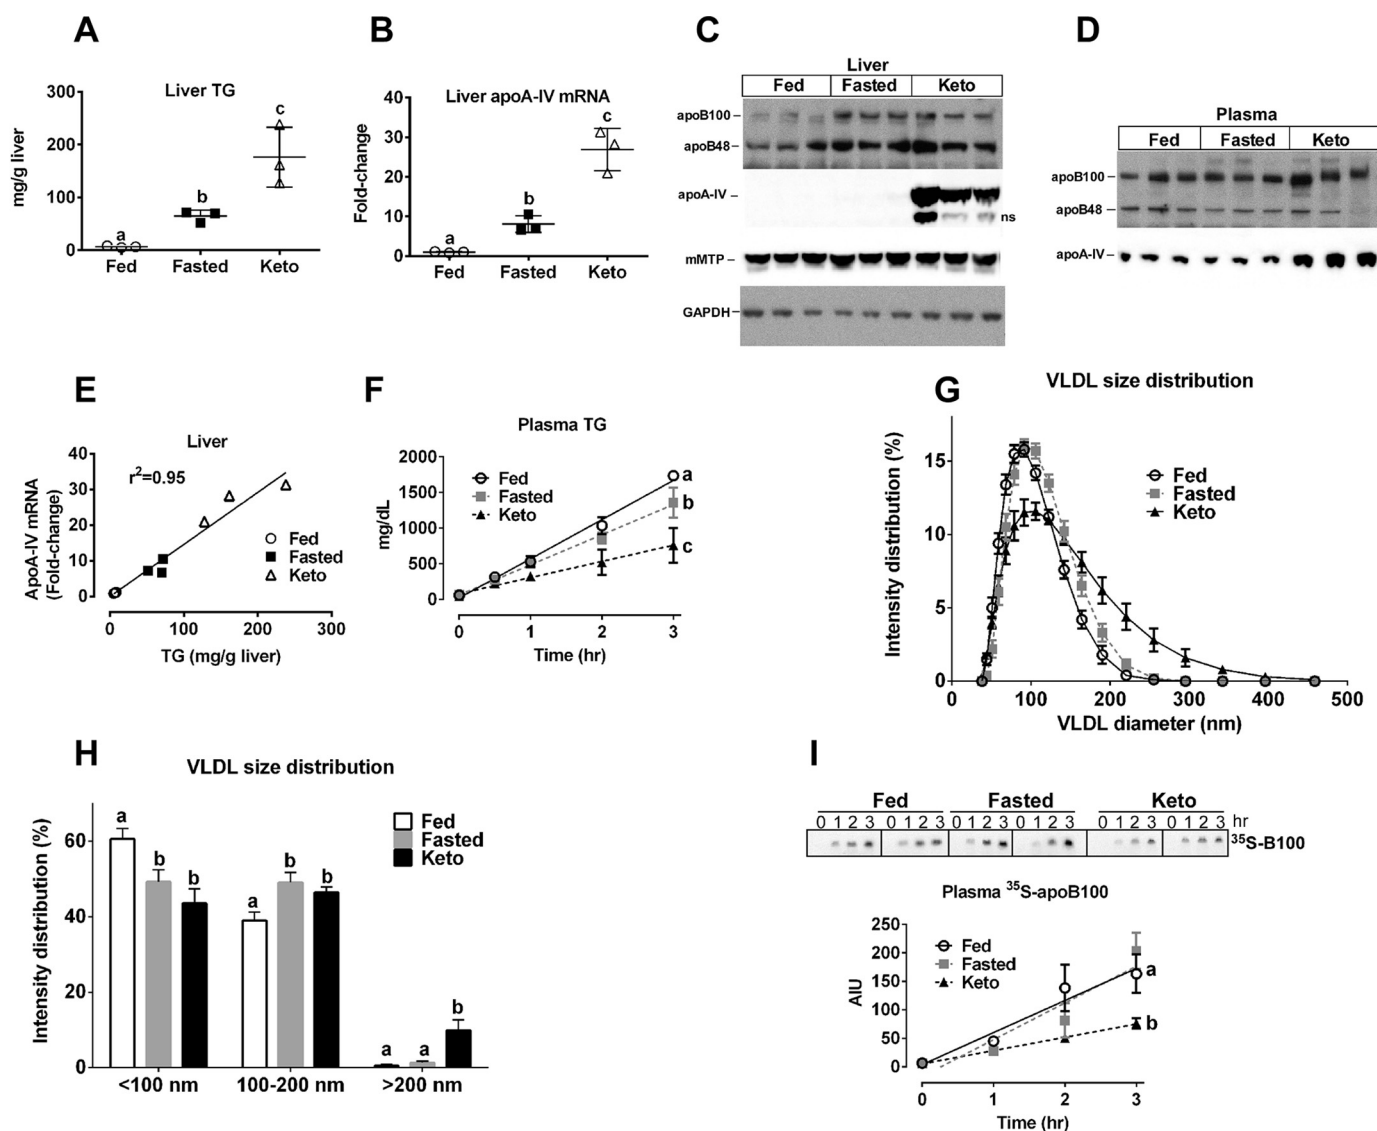 A
Liver TG
mg/g liver
300
200
100
0
a
b
c
Fed
Fasted
Keto
B
Liver apoA-IV mRNA
Fold-change
40
30
20
10
0
a
b
c
Fed
Fasted
Keto
C
Liver
Fed
Fasted
Keto
apoB100
apoB48
apoA-IV
ns
mMTP
GAPDH
D
Plasma
Fed
Fasted
Keto
apoB100
apoB48
apoA-IV
E
Liver
r²=0.95
ApoA-IV mRNA
(Fold-change)
40
30
20
10
0
Fed
Fasted
Keto
0
100
200
300
TG (mg/g liver)
F
Plasma TG
mg/dL
2000
1500
1000
500
0
Fed
Fasted
Keto
a
b
c
0
1
2
3
Time (hr)
G
VLDL size distribution
Intensity distribution (%)
15
10
5
0
Fed
Fasted
Keto
0
100
200
300
400
500
VLDL diameter (nm)
H
VLDL size distribution
Intensity distribution (%)
60
40
20
0
a
b
b
a
b
b
a
a
b
Fed
Fasted
Keto
<100 nm
100-200 nm
>200 nm
I
Fed
Fasted
Keto
0 1 2 3
0 1 2 3
0 1 2 3
0 1 2 3
0 1 2 3
0 1 2 3
hr
³⁵S-B100
Plasma ³⁵S-apoB100
AIU
250
200
150
100
50
0
Fed
Fasted
Keto
a
b
0
1
2
3
Time (hr)